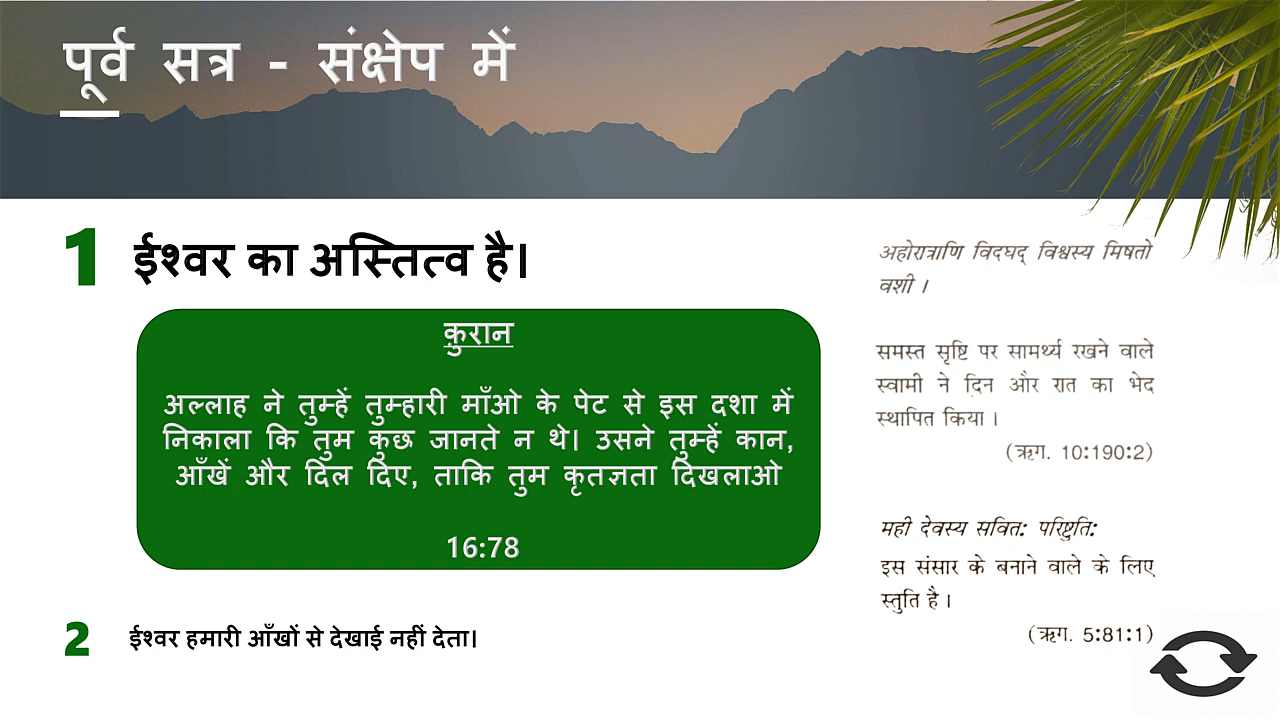 पूर्व सत्र - संक्षेप में
1 ईश्वर का अस्तित्व है।
क़ुरान
अल्लाह ने तुम्हें तुम्हारी माँओ के पेट से इस दशा में
निकाला कि तुम कुछ जानते न थे। उसने तुम्हें कान,
आँखें और दिल दिए, ताकि तुम कृतज्ञता दिखलाओ
16:78
2 ईश्वर हमारी आँखों से देखाई नहीं देता।
अहोरात्राणि विदघद् विश्वस्य मिषतो
वशी ।
समस्त सृष्टि पर सामर्थ्य रखने वाले
स्वामी ने दिन और रात का भेद
स्थापित किया ।
(ऋग. 10:190:2)
मही देवस्य सवितः परिष्टुतिः
इस संसार के बनाने वाले के लिए
स्तुति है ।
(ऋग. 5:81:1)